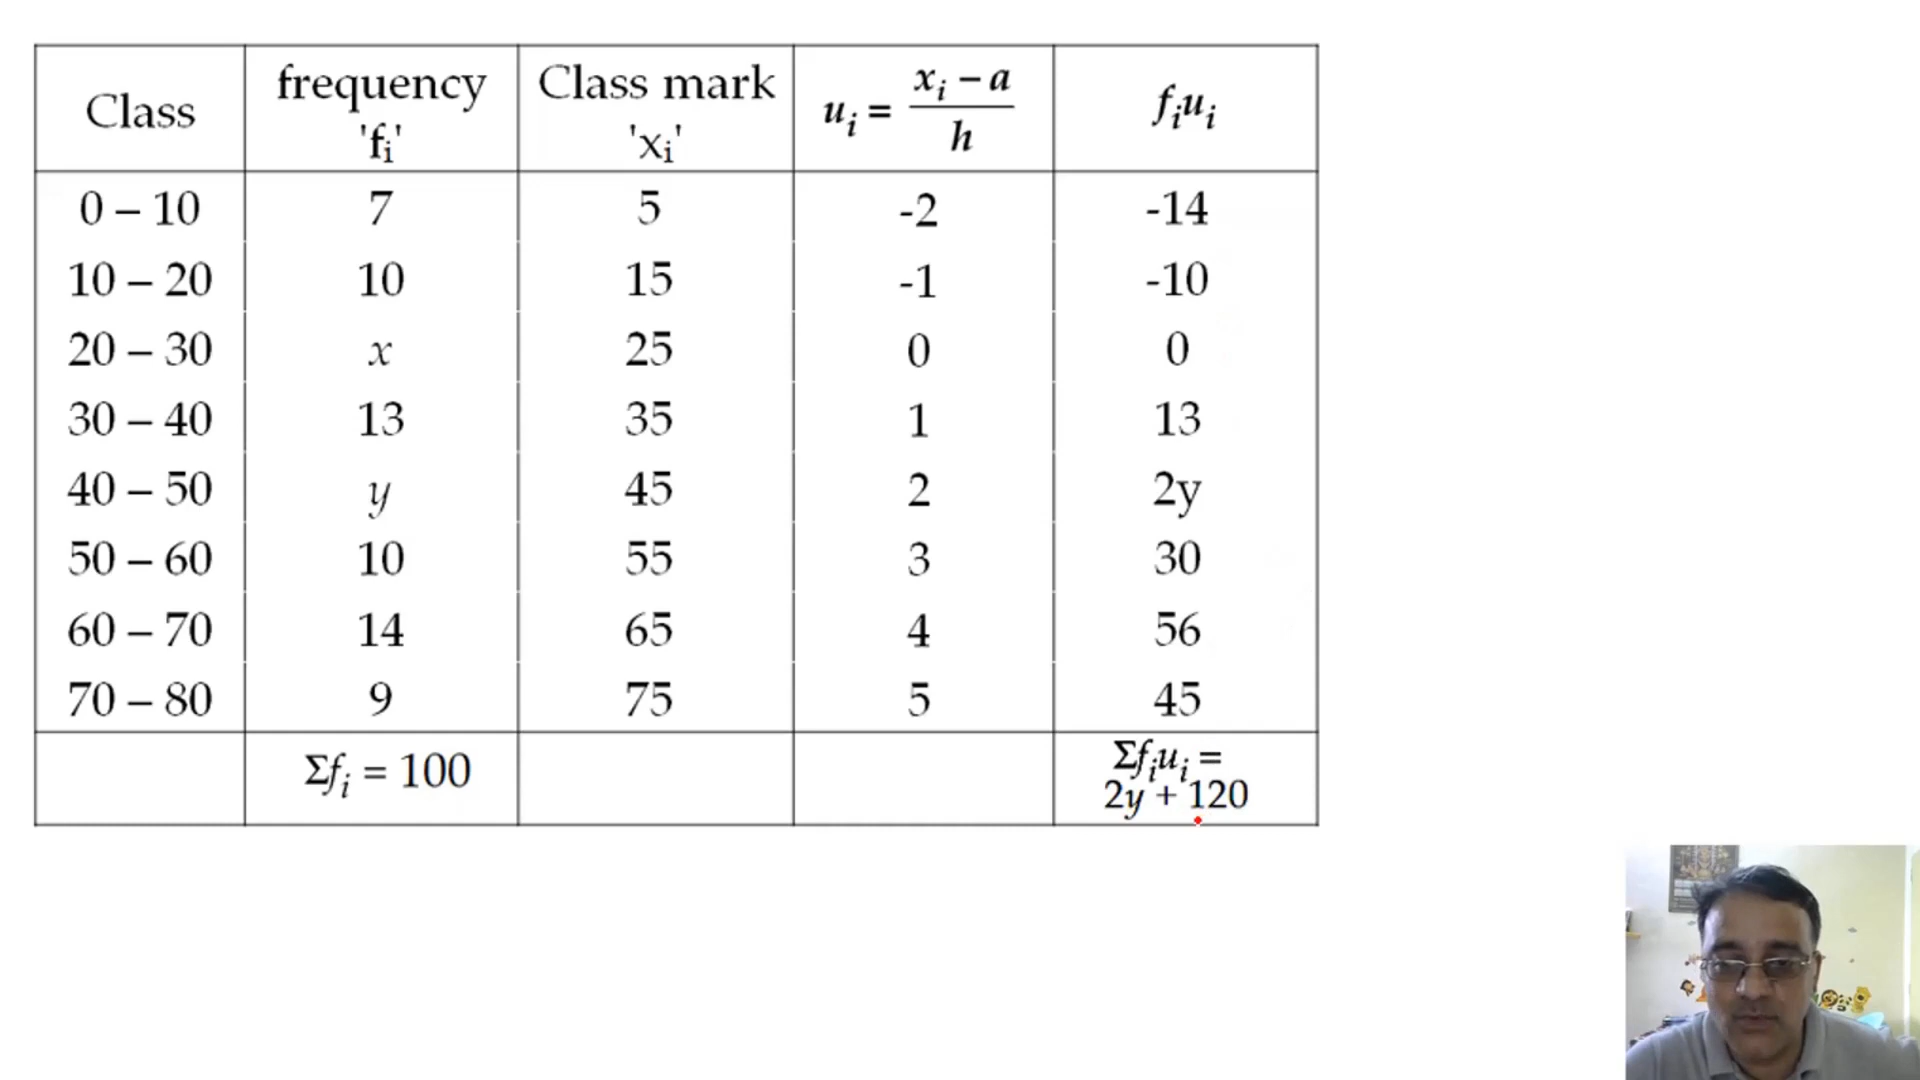 Class | frequency 'fᵢ' | Class mark 'xᵢ' | uᵢ = (xᵢ − a)/h | fᵢuᵢ
0 – 10 | 7 | 5 | -2 | -14
10 – 20 | 10 | 15 | -1 | -10
20 – 30 | x | 25 | 0 | 0
30 – 40 | 13 | 35 | 1 | 13
40 – 50 | y | 45 | 2 | 2y
50 – 60 | 10 | 55 | 3 | 30
60 – 70 | 14 | 65 | 4 | 56
70 – 80 | 9 | 75 | 5 | 45
Σfᵢ = 100 | Σfᵢuᵢ = 2y + 120